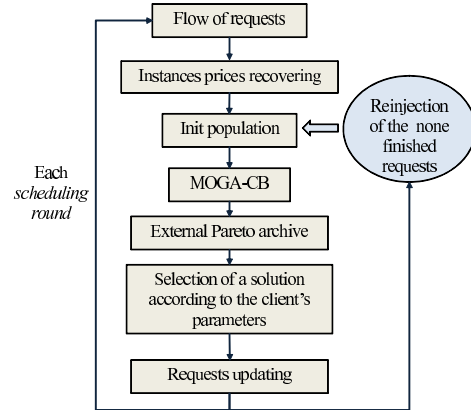 Flow of requests
Instances prices recovering
Init population
Reinjection
of the none
finished
requests
Each
scheduling
round
MOGA-CB
External Pareto archive
Selection of a solution
according to the client's
parameters
Requests updating